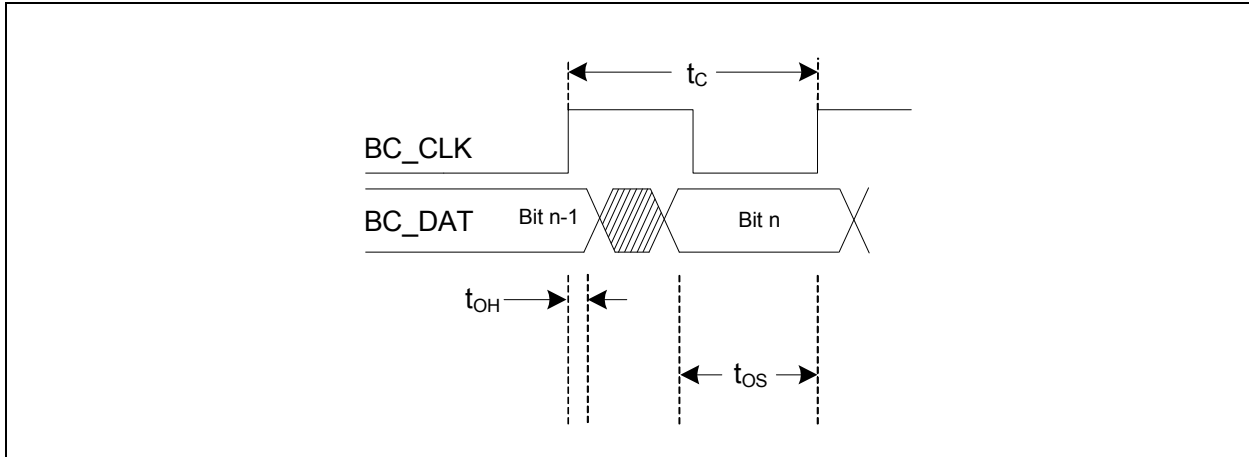 tC
BC_CLK
BC_DAT
Bit n-1
Bit n
tOH
tOS